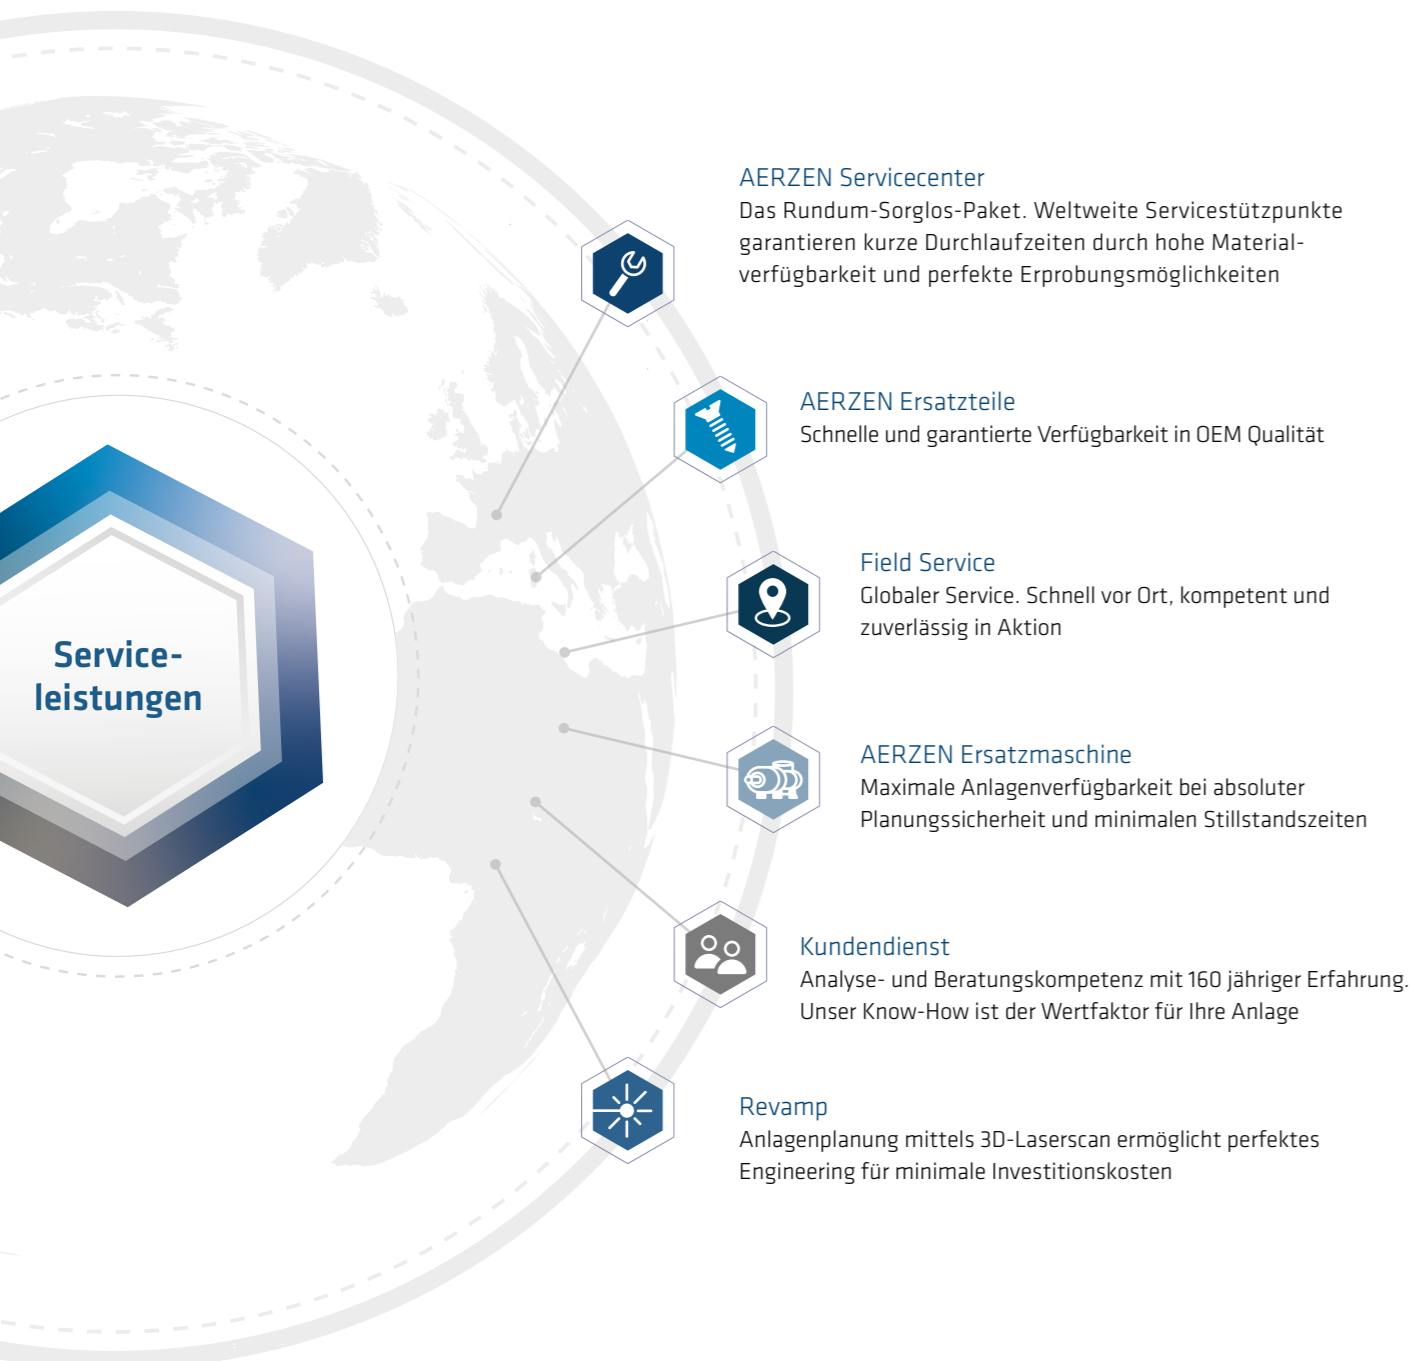 AERZEN Servicecenter
Das Rundum-Sorglos-Paket. Weltweite Servicestützpunkte
garantieren kurze Durchlaufzeiten durch hohe Material-
verfügbarkeit und perfekte Erprobungsmöglichkeiten
AERZEN Ersatzteile
Schnelle und garantierte Verfügbarkeit in OEM Qualität
Field Service
Globaler Service. Schnell vor Ort, kompetent und
zuverlässig in Aktion
Service-
leistungen
AERZEN Ersatzmaschine
Maximale Anlagenverfügbarkeit bei absoluter
Planungssicherheit und minimalen Stillstandszeiten
Kundendienst
Analyse- und Beratungskompetenz mit 160 jähriger Erfahrung.
Unser Know-How ist der Wertfaktor für Ihre Anlage
Revamp
Anlagenplanung mittels 3D-Laserscan ermöglicht perfektes
Engineering für minimale Investitionskosten